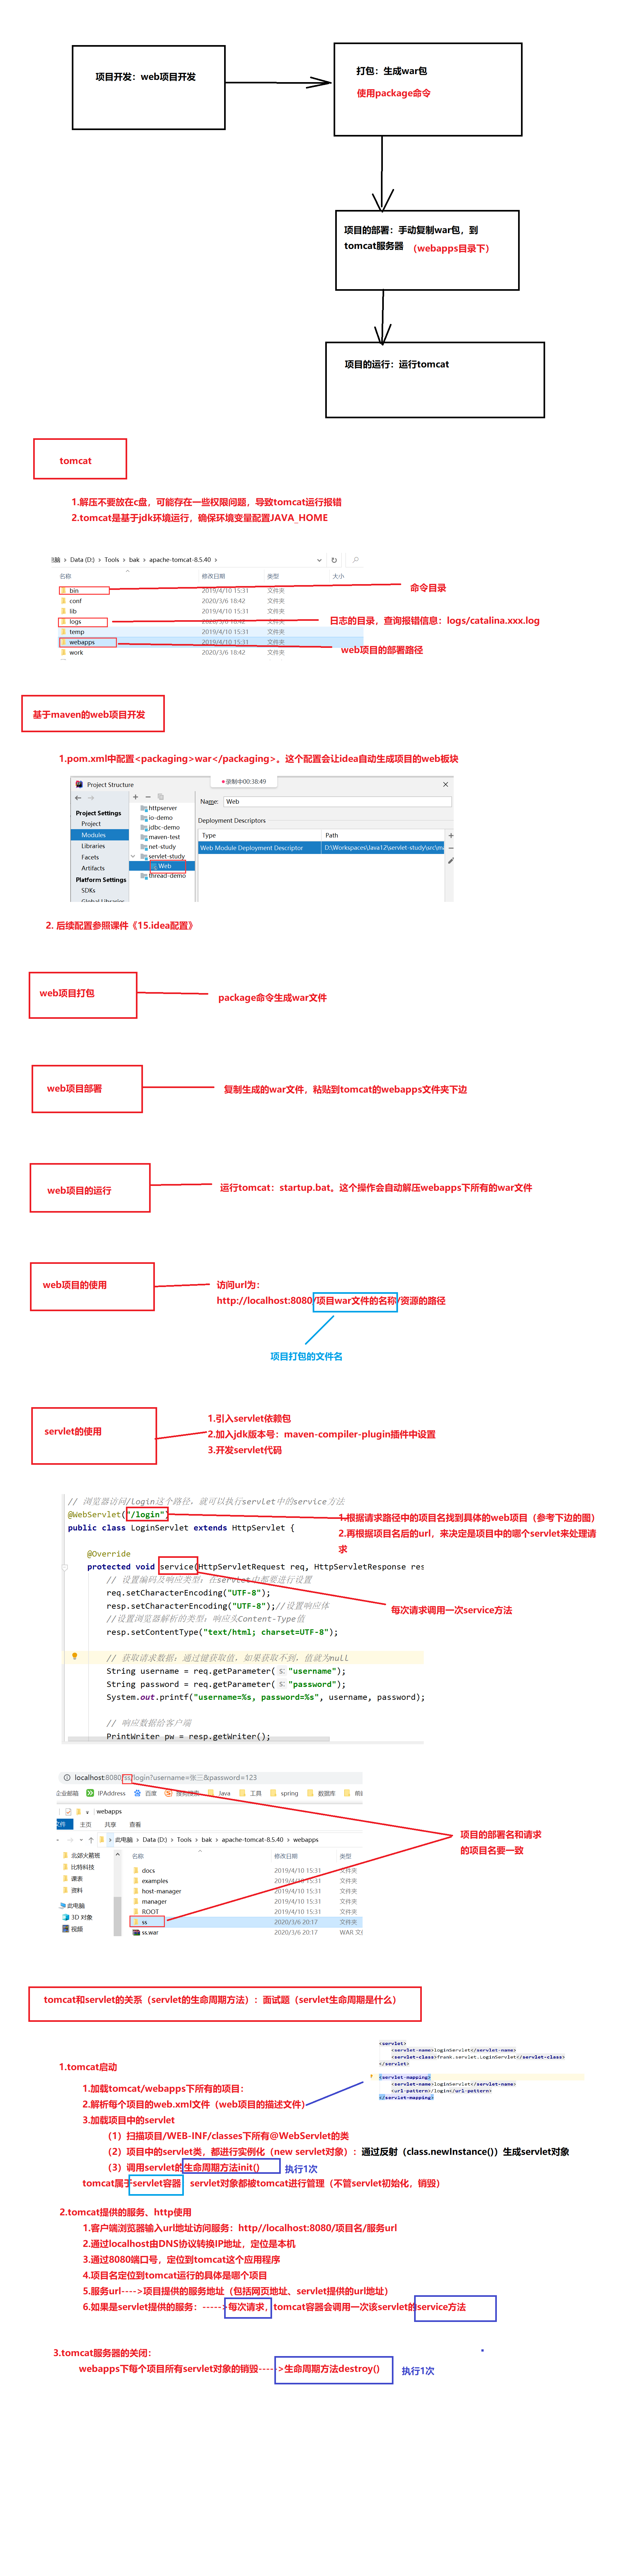 项目开发：web项目开发
打包：生成war包
使用package命令
项目的部署：手动复制war包，到
tomcat服务器 （webapps目录下）
项目的运行：运行tomcat
tomcat
1.解压不要放在c盘，可能存在一些权限问题，导致tomcat运行报错
2.tomcat是基于jdk环境运行，确保环境变量配置JAVA_HOME
Data (D:) › Tools › bak › apache-tomcat-8.5.40 ›
名称 修改日期 类型 大小
bin 2019/4/10 15:31 文件夹
命令目录
conf 2020/3/6 18:42 文件夹
lib 2019/4/10 15:31 文件夹
logs 2020/3/6 18:42 文件夹
日志的目录，查询报错信息：logs/catalina.xxx.log
temp 2019/4/10 15:31 文件夹
webapps 2019/4/10 15:31 文件夹
web项目的部署路径
work 2020/3/6 18:42 文件夹
基于maven的web项目开发
1.pom.xml中配置<packaging>war</packaging>。这个配置会让idea自动生成项目的web板块
Project Structure
录制中00:38:49
Name: Web
Project Settings
Project
Modules
Libraries
Facets
Artifacts
Platform Settings
SDKs
Global Libraries
httpserver
io-demo
jdbc-demo
maven-test
net-study
servlet-study
Web
thread-demo
Deployment Descriptors
Type Path
Web Module Deployment Descriptor D:\Workspaces\Java12\servlet-study\src\ma
2. 后续配置参照课件《15.idea配置》
web项目打包
package命令生成war文件
web项目部署
复制生成的war文件，粘贴到tomcat的webapps文件夹下边
web项目的运行
运行tomcat：startup.bat。这个操作会自动解压webapps下所有的war文件
web项目的使用
访问url为：
http://localhost:8080/项目war文件的名称/资源的路径
项目打包的文件名
servlet的使用
1.引入servlet依赖包
2.加入jdk版本号：maven-compiler-plugin插件中设置
3.开发servlet代码
// 浏览器访问/Login这个路径，就可以执行servlet中的service方法
@WebServlet("/login")
public class LoginServlet extends HttpServlet {
1.根据请求路径中的项目名找到具体的web项目（参考下边的图）
2.再根据项目名后的url，来决定是项目中的哪个servlet来处理请
求
@Override
protected void service(HttpServletRequest req, HttpServletResponse res
// 设置编码及响应类型，在servlet中都要进行设置
req.setCharacterEncoding("UTF-8");
resp.setCharacterEncoding("UTF-8");//设置响应体
每次请求调用一次service方法
//设置浏览器解析的类型：响应头Content-Type值
resp.setContentType("text/html; charset=UTF-8");
// 获取请求数据：通过键获取值，如果获取不到，值就为null
String username = req.getParameter( s: "username");
String password = req.getParameter( s: "password");
System.out.printf("username=%s, password=%s", username, password);
// 响应数据给客户端
PrintWriter pw = resp.getWriter();
localhost:8080/ss/login?username=张三&password=123
企业邮箱 IPAddress 百度 Java 工具 spring 数据库
webapps
文件 主页 共享 查看
此电脑 › Data (D:) › Tools › bak › apache-tomcat-8.5.40 › webapps
项目的部署名和请求
的项目名要一致
名称 修改日期 类型
北郊火箭班
比特科技
课表
资料
此电脑
3D 对象
视频
docs 2019/4/10 15:31 文件夹
examples 2019/4/10 15:31 文件夹
host-manager 2019/4/10 15:31 文件夹
manager 2019/4/10 15:31 文件夹
ROOT 2019/4/10 15:31 文件夹
ss 2020/3/6 20:17 文件夹
ss.war 2020/3/6 20:17 WAR 文
tomcat和servlet的关系（servlet的生命周期方法）：面试题（servlet生命周期是什么）
<servlet>
<servlet-name>loginServlet</servlet-name>
<servlet-class>frank.servlet.LoginServlet</servlet-class>
</servlet>
<servlet-mapping>
<servlet-name>loginServlet</servlet-name>
<url-pattern>/login</url-pattern>
</servlet-mapping>
1.tomcat启动
1.加载tomcat/webapps下所有的项目：
2.解析每个项目的web.xml文件（web项目的描述文件）
3.加载项目中的servlet
（1）扫描项目/WEB-INF/classes下所有@WebServlet的类
（2）项目中的servlet类，都进行实例化（new servlet对象）：通过反射（class.newInstance()）生成servlet对象
（3）调用servlet的生命周期方法init() 执行1次
tomcat属于servlet容器 servlet对象都被tomcat进行管理（不管servlet初始化，销毁）
2.tomcat提供的服务、http使用
1.客户端浏览器输入url地址访问服务：http//localhost:8080/项目名/服务url
2.通过localhost由DNS协议转换IP地址，定位是本机
3.通过8080端口号，定位到tomcat这个应用程序
4.项目名定位到tomcat运行的具体是哪个项目
5.服务url---->项目提供的服务地址（包括网页地址、servlet提供的url地址）
6.如果是servlet提供的服务：----->每次请求，tomcat容器会调用一次该servlet的service方法
3.tomcat服务器的关闭：
webapps下每个项目所有servlet对象的销毁----->生命周期方法destroy() 执行1次